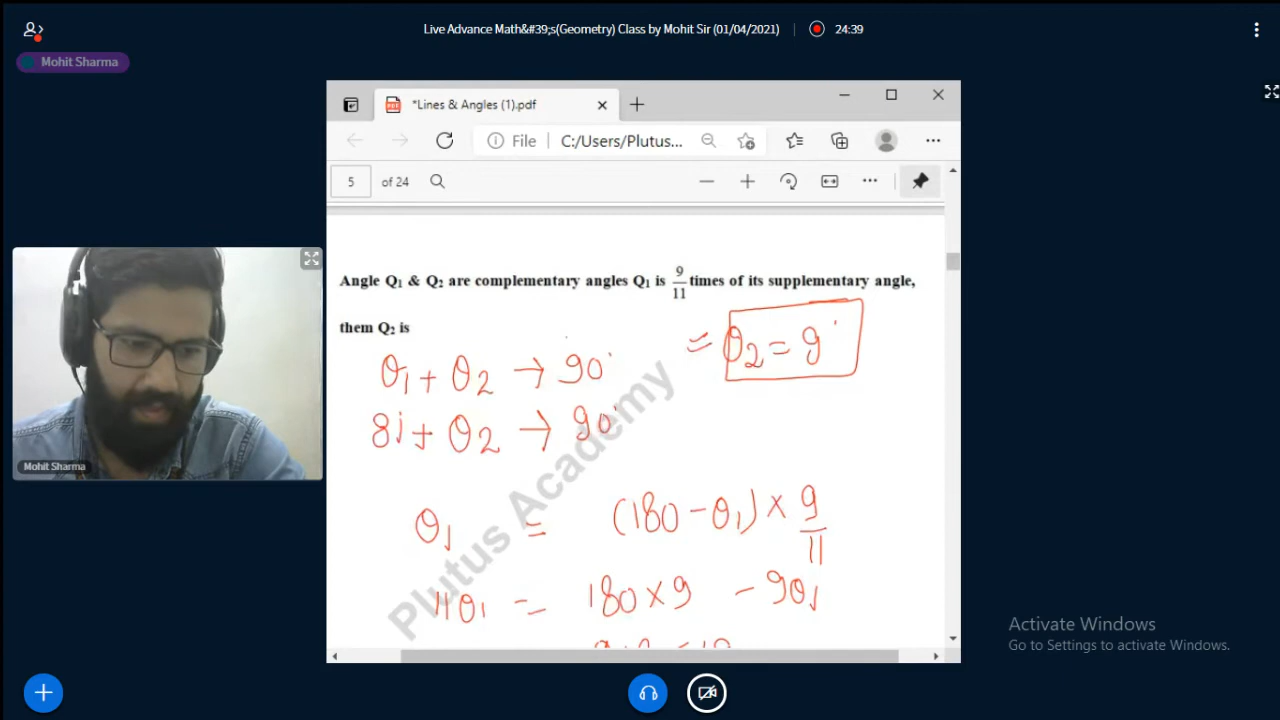 Live Advance Math&#39;s(Geometry) Class by Mohit Sir (01/04/2021) | 24:39
Mohit Sharma
*Lines & Angles (1).pdf
File | C:/Users/Plutus...
5 of 24
Angle Q₁ & Q₂ are complementary angles Q₁ is 9/11 times of its supplementary angle,
them Q₂ is
= θ₂ = 9°
θ₁ + θ₂ → 90°
81 + θ₂ → 90°
θ₁ = (180 - θ₁) × 9/11
11θ₁ = 180 × 9 - 9θ₁
Plutus Academy
Mohit Sharma
Activate Windows
Go to Settings to activate Windows.